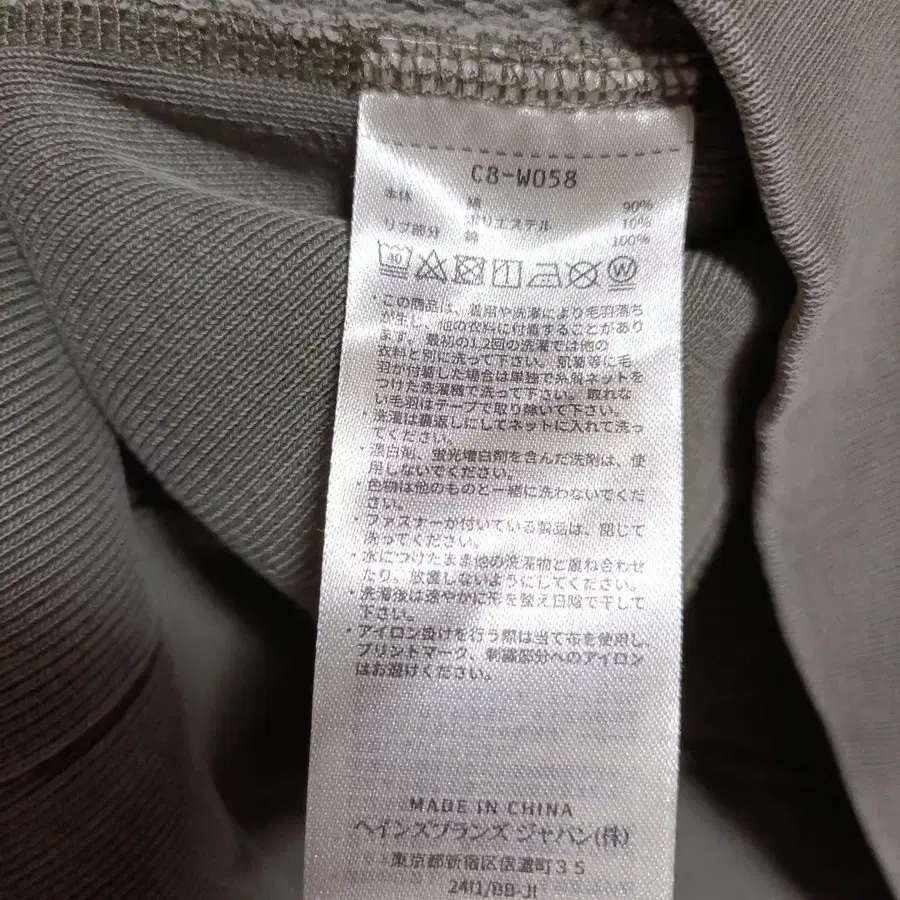 C8-W058
本体 綿 90%
ポリエステル 10%
リブ部分 綿 100%
40 W
・この商品は、着用や洗濯により毛羽落ち
が生じ、他の衣料に付着することがあり
ます。最初の1,2回の洗濯では他の
衣料と別に洗って下さい。肌着等に毛
羽が付着した場合は単独で糸屑ネットを
つけた洗濯機で洗って下さい。取れな
い毛羽はテープで取り除いて下さい。
・洗濯は裏返しにしてネットに入れて洗っ
てください。
・漂白剤、蛍光増白剤を含んだ洗剤は、使
用しないでください。
・色物は他のものと一緒に洗わないでくだ
さい。
・ファスナーが付いている製品は、閉じて
洗ってください。
・水につけたまま他の洗濯物と重ね合わせ
たり、放置しないようにしてください。
・洗濯後は速やかに形を整え日陰で干して
下さい。
・アイロン掛けを行う際は当て布を使用し、
プリントマーク、刺繍部分へのアイロン
はお避けください。
MADE IN CHINA
ヘインズブランズ ジャパン(株)
東京都新宿区信濃町35
2411/BB-JI